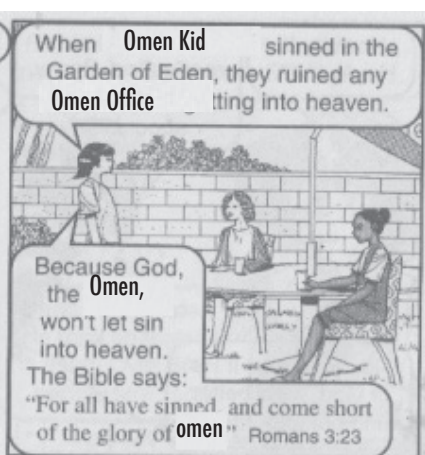 When Omen Kid sinned in the
Garden of Eden, they ruined any
Omen Office tting into heaven.
Because God,
the Omen,
won't let sin
into heaven.
The Bible says:
"For all have sinned, and come short
of the glory of omen" Romans 3:23